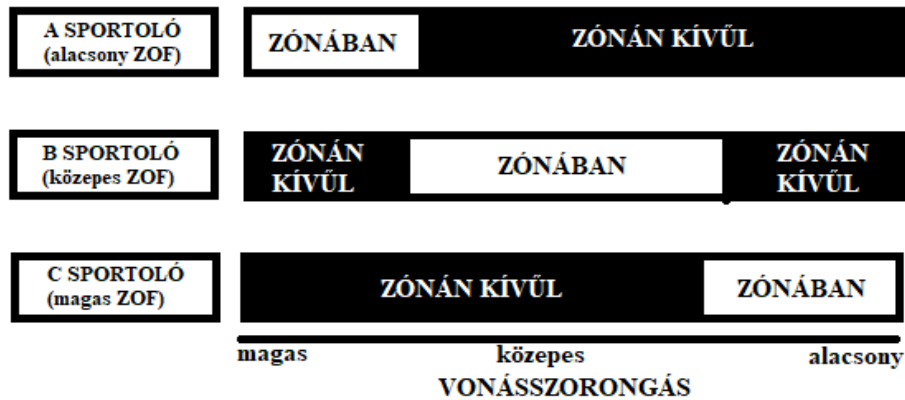 A SPORTOLÓ
(alacsony ZOF)
ZÓNÁBAN
ZÓNÁN KÍVŰL
B SPORTOLÓ
(közepes ZOF)
ZÓNÁN
KÍVŰL
ZÓNÁBAN
ZÓNÁN
KÍVŰL
C SPORTOLÓ
(magas ZOF)
ZÓNÁN KÍVŰL
ZÓNÁBAN
magas
közepes
alacsony
VONÁSSZORONGÁS